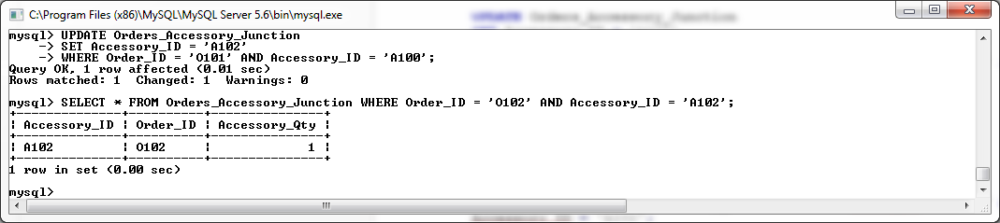 C:\Program Files (x86)\MySQL\MySQL Server 5.6\bin\mysql.exe
mysql> UPDATE Orders_Accessory_Junction
    -> SET Accessory_ID = 'A102'
    -> WHERE Order_ID = 'O101' AND Accessory_ID = 'A100';
Query OK, 1 row affected (0.01 sec)
Rows matched: 1  Changed: 1  Warnings: 0
mysql> SELECT * FROM Orders_Accessory_Junction WHERE Order_ID = 'O102' AND Accessory_ID = 'A102';
+--------------+----------+---------------+
| Accessory_ID | Order_ID | Accessory_Qty |
+--------------+----------+---------------+
| A102         | O102     |             1 |
+--------------+----------+---------------+
1 row in set (0.00 sec)
mysql>